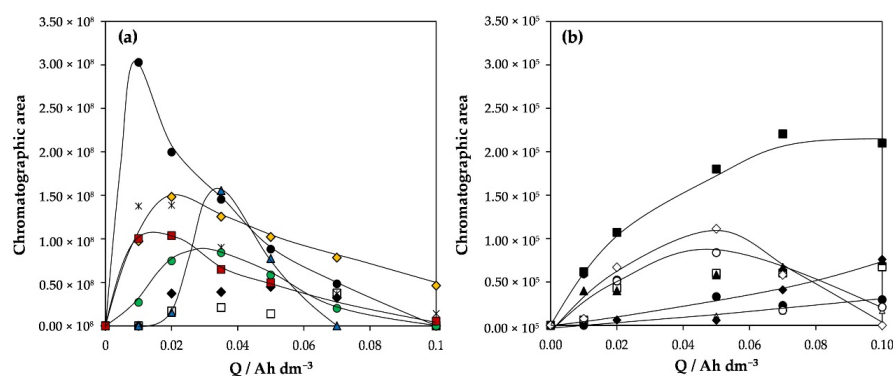 (a)
Chromatographic area
3.50 × 10⁸
3.00 × 10⁸
2.50 × 10⁸
2.00 × 10⁸
1.50 × 10⁸
1.00 × 10⁸
0.50 × 10⁸
0.00 × 10⁸
0 0.02 0.04 0.06 0.08 0.1
Q / Ah dm⁻³
(b)
Chromatographic area
3.50 × 10⁵
3.00 × 10⁵
2.50 × 10⁵
2.00 × 10⁵
1.50 × 10⁵
1.00 × 10⁵
0.50 × 10⁵
0.00 × 10⁵
0.00 0.02 0.04 0.06 0.08 0.10
Q / Ah dm⁻³